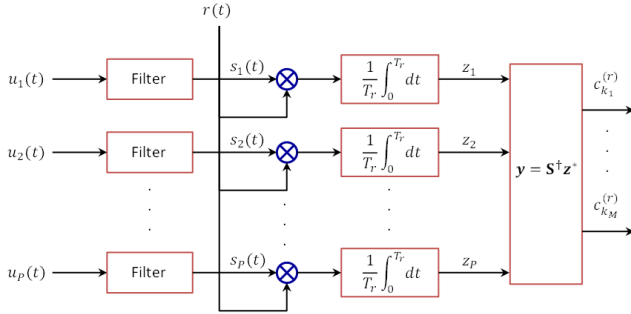 r(t)
u₁(t) Filter s₁(t) 1/Tᵣ ∫₀^Tᵣ dt z₁
u₂(t) Filter s₂(t) 1/Tᵣ ∫₀^Tᵣ dt z₂
y = S†z*
c_{k₁}^{(r)}
c_{k_M}^{(r)}
u_P(t) Filter s_P(t) 1/Tᵣ ∫₀^Tᵣ dt z_P